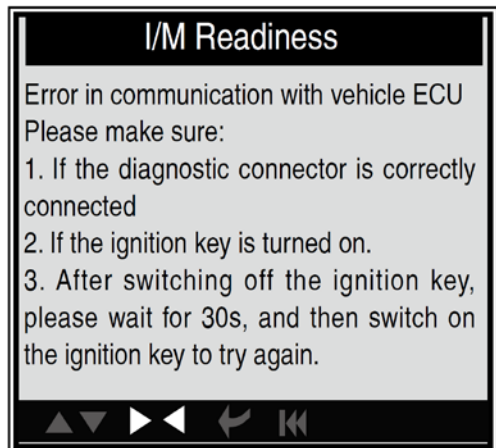 I/M Readiness
Error in communication with vehicle ECU
Please make sure:
1. If the diagnostic connector is correctly
connected
2. If the ignition key is turned on.
3. After switching off the ignition key,
please wait for 30s, and then switch on
the ignition key to try again.